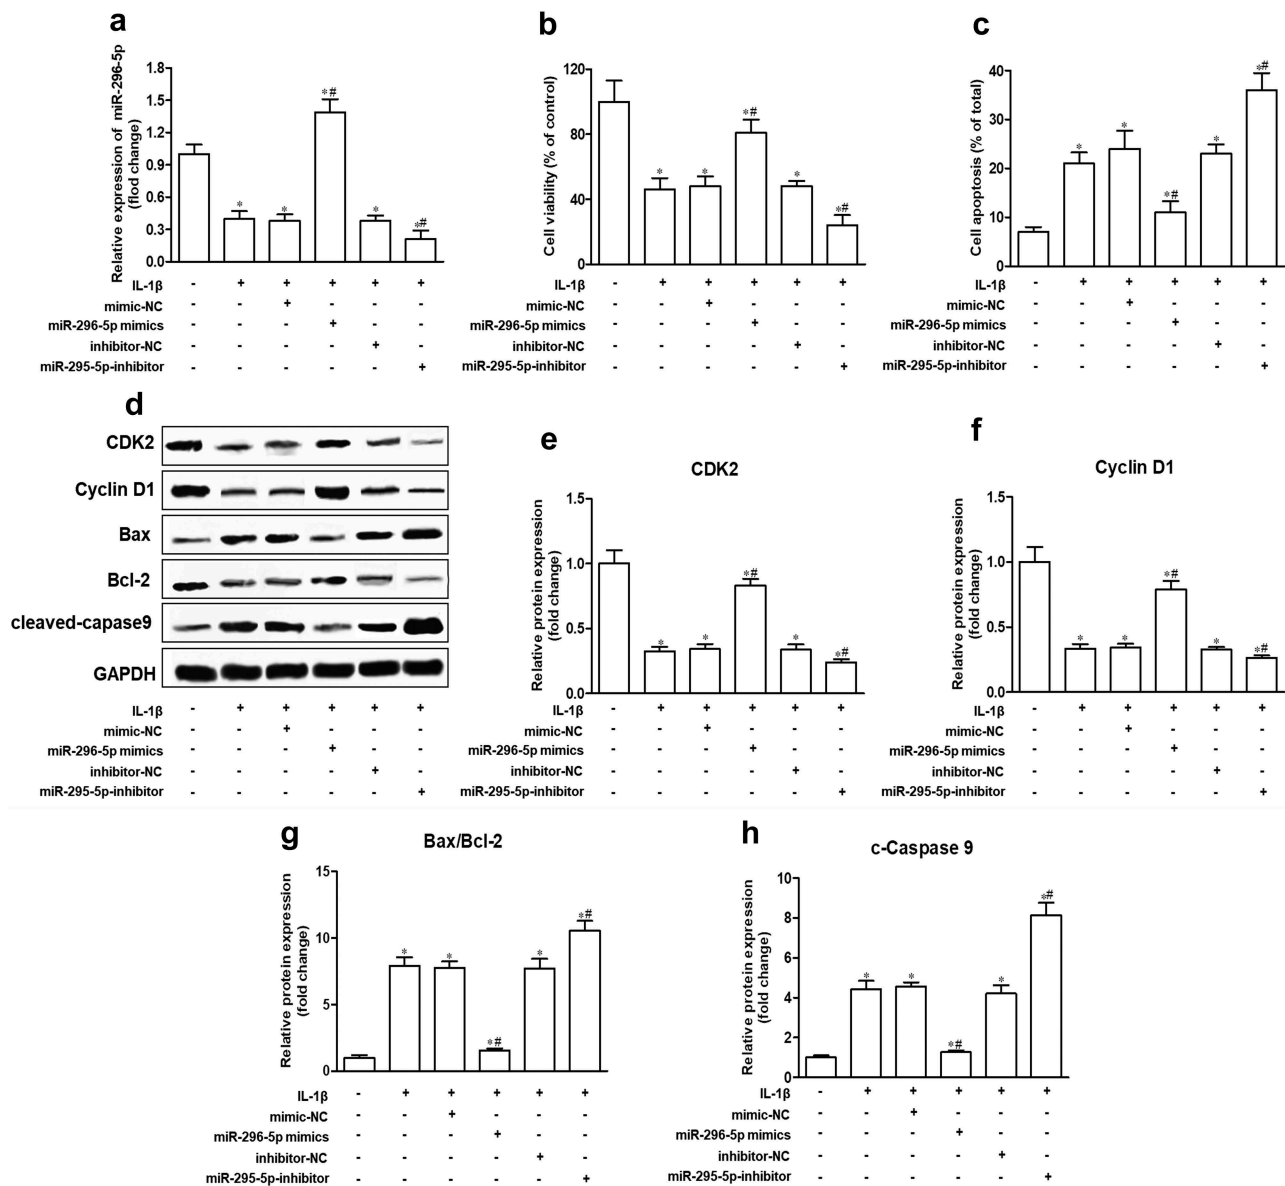 a
Relative expression of miR-296-5p
(flod change)
1.8
1.5
1.2
0.9
0.6
0.3
0.0
* * *# * *#
IL-1β - + + + + +
mimic-NC - - + - - -
miR-296-5p mimics - - - + - -
inhibitor-NC - - - - + -
miR-295-5p-inhibitor - - - - - +
b
Cell viability (% of control)
120
80
40
0
* * *# * *#
IL-1β - + + + + +
mimic-NC - - + - - -
miR-296-5p mimics - - - + - -
inhibitor-NC - - - - + -
miR-295-5p-inhibitor - - - - - +
c
Cell apoptosis (% of total)
40
30
20
10
0
* * *# * *#
IL-1β - + + + + +
mimic-NC - - + - - -
miR-296-5p mimics - - - + - -
inhibitor-NC - - - - + -
miR-295-5p-inhibitor - - - - - +
d
CDK2
Cyclin D1
Bax
Bcl-2
cleaved-capase9
GAPDH
IL-1β - + + + + +
mimic-NC - - + - - -
miR-296-5p mimics - - - + - -
inhibitor-NC - - - - + -
miR-295-5p-inhibitor - - - - - +
e
CDK2
Relative protein expression
(fold change)
1.5
1.0
0.5
0.0
* * *# * *#
IL-1β - + + + + +
mimic-NC - - + - - -
miR-296-5p mimics - - - + - -
inhibitor-NC - - - - + -
miR-295-5p-inhibitor - - - - - +
f
Cyclin D1
Relative protein expression
(fold change)
1.5
1.0
0.5
0.0
* * *# * *#
IL-1β - + + + + +
mimic-NC - - + - - -
miR-296-5p mimics - - - + - -
inhibitor-NC - - - - + -
miR-295-5p-inhibitor - - - - - +
g
Bax/Bcl-2
Relative protein expression
(fold change)
15
10
5
0
* * *# * *#
IL-1β - + + + + +
mimic-NC - - + - - -
miR-296-5p mimics - - - + - -
inhibitor-NC - - - - + -
miR-295-5p-inhibitor - - - - - +
h
c-Caspase 9
Relative protein expression
(fold change)
10
8
6
4
2
0
* * *# * *#
IL-1β - + + + + +
mimic-NC - - + - - -
miR-296-5p mimics - - - + - -
inhibitor-NC - - - - + -
miR-295-5p-inhibitor - - - - - +